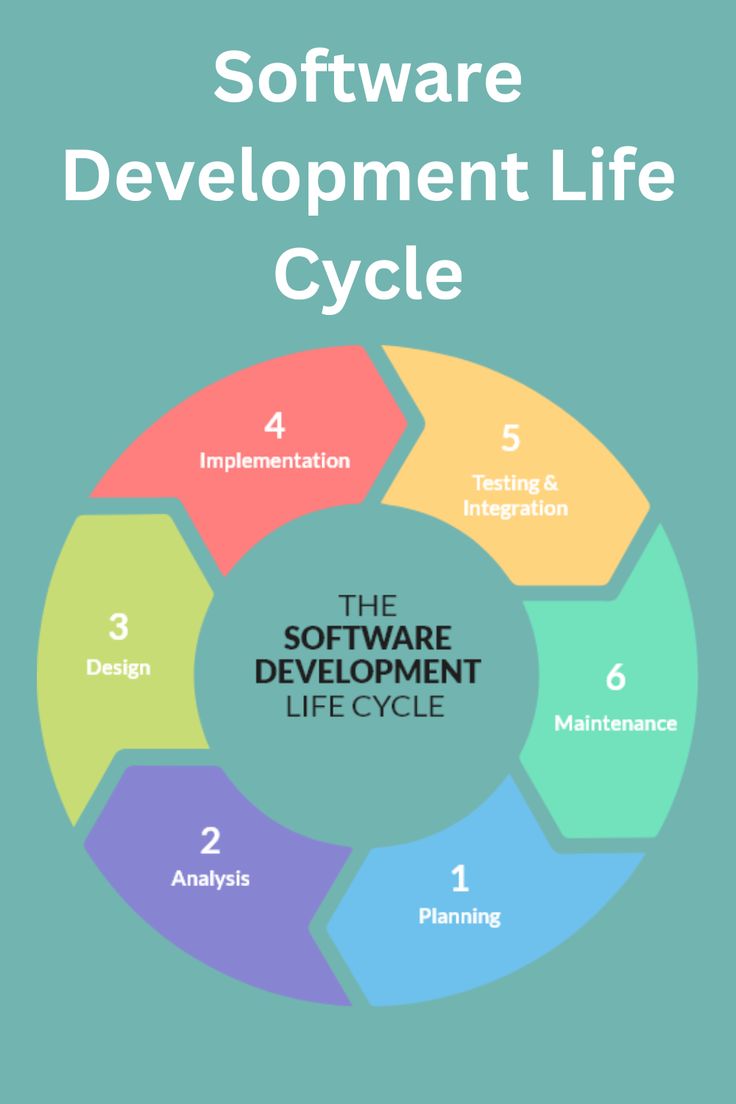 Software
Development Life
Cycle
4
Implementation
5
Testing &
Integration
3
Design
THE
SOFTWARE
DEVELOPMENT
LIFE CYCLE
6
Maintenance
2
Analysis
1
Planning